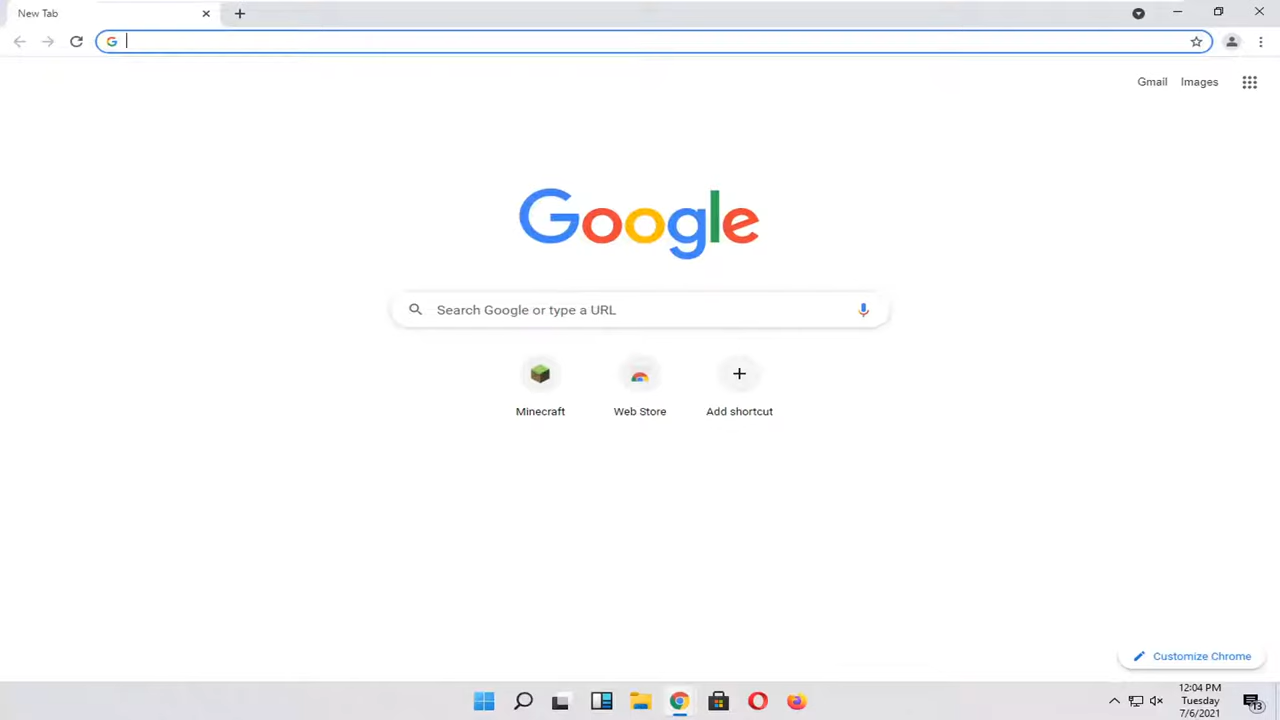 New Tab
Gmail Images
Google
Search Google or type a URL
Minecraft Web Store Add shortcut
Customize Chrome
12:04 PM
Tuesday
7/6/2021
13